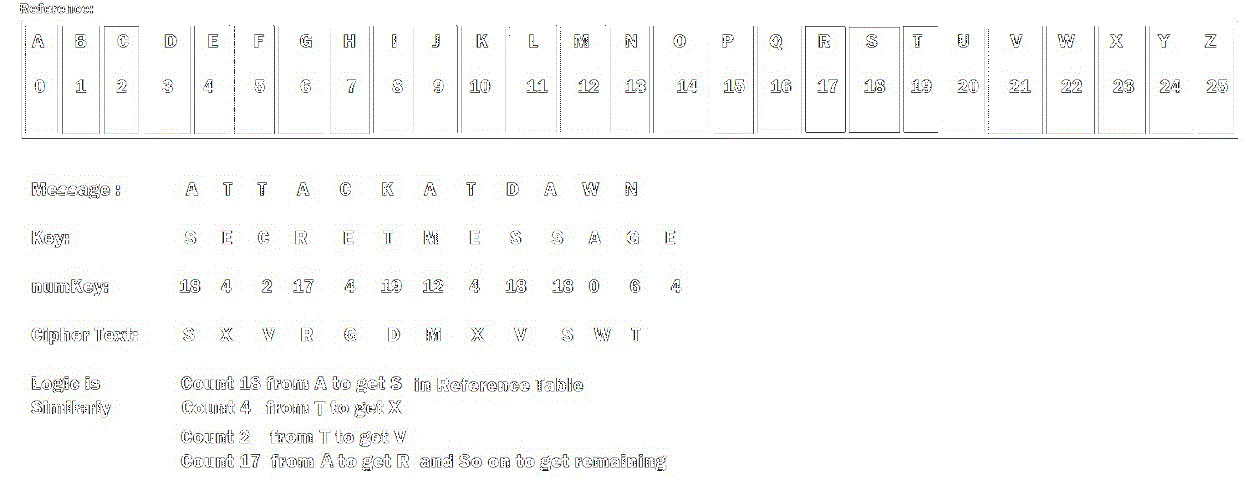 Reference:
A B C D E F G H I J K L M N O P Q R S T U V W X Y Z
0 1 2 3 4 5 6 7 8 9 10 11 12 13 14 15 16 17 18 19 20 21 22 23 24 25
Message : A T T A C K A T D A W N
Key: S E C R E T M E S S A G E
numKey: 18 4 2 17 4 19 12 4 18 18 0 6 4
Cipher Text: S X V R G D M X V S W T
Logic is Count 18 from A to get S in Reference table
Similarly Count 4 from T to get X
Count 2 from T to get V
Count 17 from A to get R and So on to get remaining